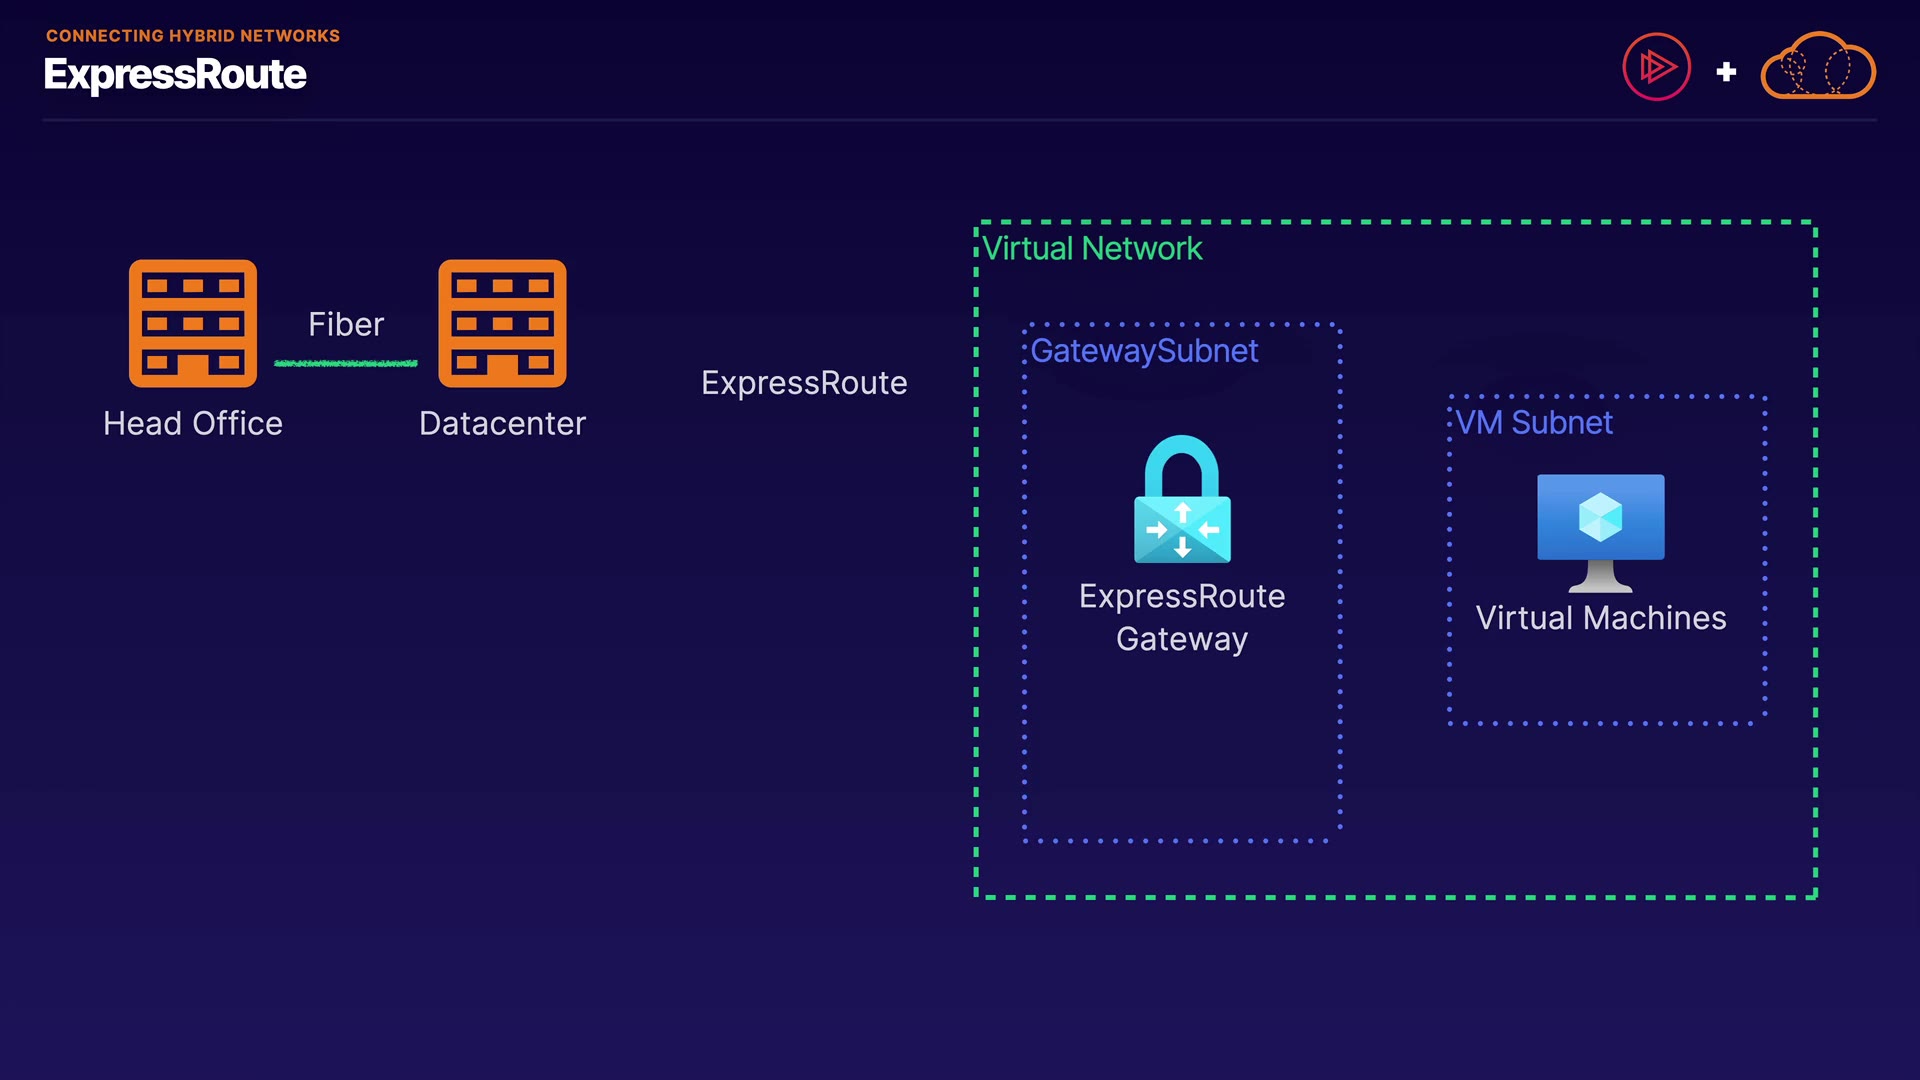 CONNECTING HYBRID NETWORKS
ExpressRoute
Fiber
Head Office
Datacenter
ExpressRoute
Virtual Network
GatewaySubnet
ExpressRoute
Gateway
VM Subnet
Virtual Machines